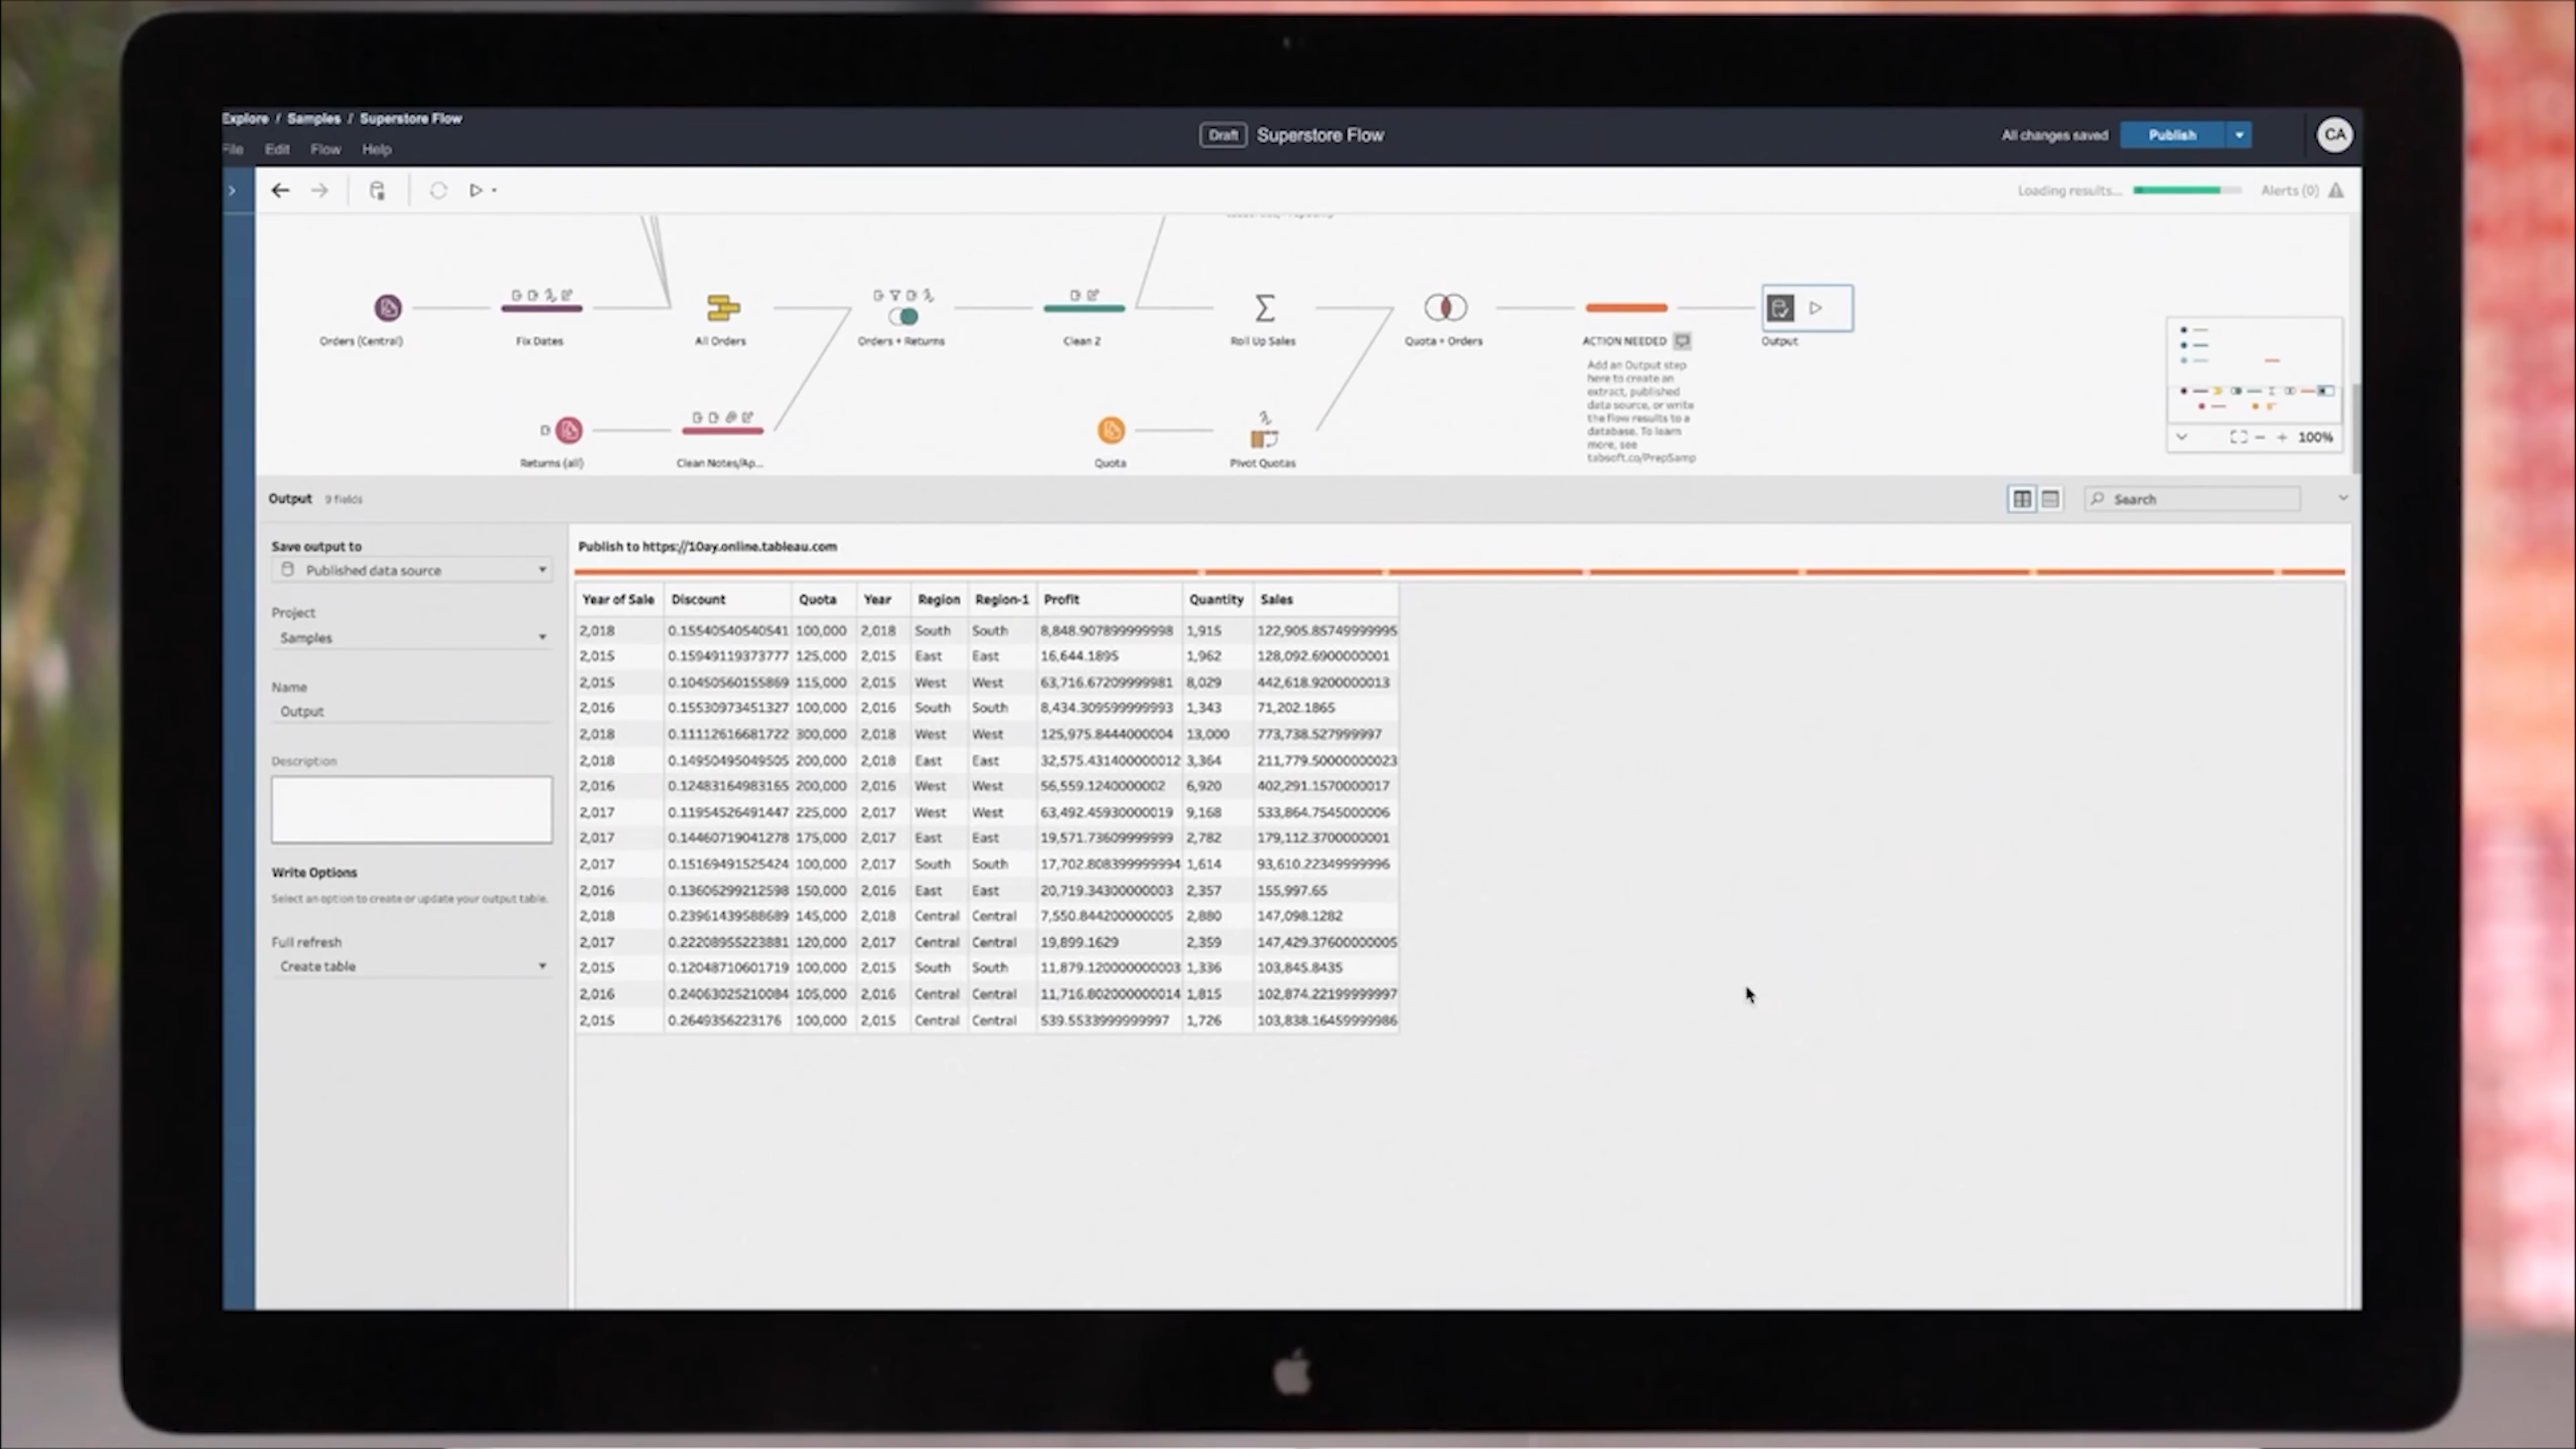 Explore / Samples / Superstore Flow
File Edit Flow Help
Draft Superstore Flow
All changes saved Publish CA
Loading results... Alerts (0)
Orders (Central) Fix Dates All Orders Orders + Returns Clean 2 Roll Up Sales Quota + Orders ACTION NEEDED Output
Add an Output step
here to create an
extract, published
data source, or write
the flow results to a
database. To learn
more, see
tabsoft.co/PrepSamp
Returns (all) Clean Notes/Ap... Quota Pivot Quotas
100%
Output 9 fields
Search
Save output to
Published data source
Project
Samples
Name
Output
Description
Write Options
Select an option to create or update your output table.
Full refresh
Create table
Publish to https://10ay.online.tableau.com
Year of Sale Discount Quota Year Region Region-1 Profit Quantity Sales
2,018 0.15540540540541 100,000 2,018 South South 8,848.907899999998 1,915 122,905.85749999995
2,015 0.15949119373777 125,000 2,015 East East 16,644.1895 1,962 128,092.6900000001
2,015 0.10450560155869 115,000 2,015 West West 63,716.67209999981 8,029 442,618.9200000013
2,016 0.15530973451327 100,000 2,016 South South 8,434.309599999993 1,343 71,202.1865
2,018 0.11112616681722 300,000 2,018 West West 125,975.8444000004 13,000 773,738.527999997
2,018 0.14950495049505 200,000 2,018 East East 32,575.431400000012 3,364 211,779.50000000023
2,016 0.12483164983165 200,000 2,016 West West 56,559.1240000002 6,920 402,291.1570000017
2,017 0.11954526491447 225,000 2,017 West West 63,492.45930000019 9,168 533,864.7545000006
2,017 0.14460719041278 175,000 2,017 East East 19,571.73609999999 2,782 179,112.3700000001
2,017 0.15169491525424 100,000 2,017 South South 17,702.808399999994 1,614 93,610.22349999996
2,016 0.13606299212598 150,000 2,016 East East 20,719.34300000003 2,357 155,997.65
2,018 0.23961439588689 145,000 2,018 Central Central 7,550.844200000005 2,880 147,098.1282
2,017 0.22208955223881 120,000 2,017 Central Central 19,899.1629 2,359 147,429.37600000005
2,015 0.12048710601719 100,000 2,015 South South 11,879.120000000003 1,336 103,845.8435
2,016 0.24063025210084 105,000 2,016 Central Central 11,716.802000000014 1,815 102,874.22199999997
2,015 0.2649356223176 100,000 2,015 Central Central 539.5533999999997 1,726 103,838.16459999986